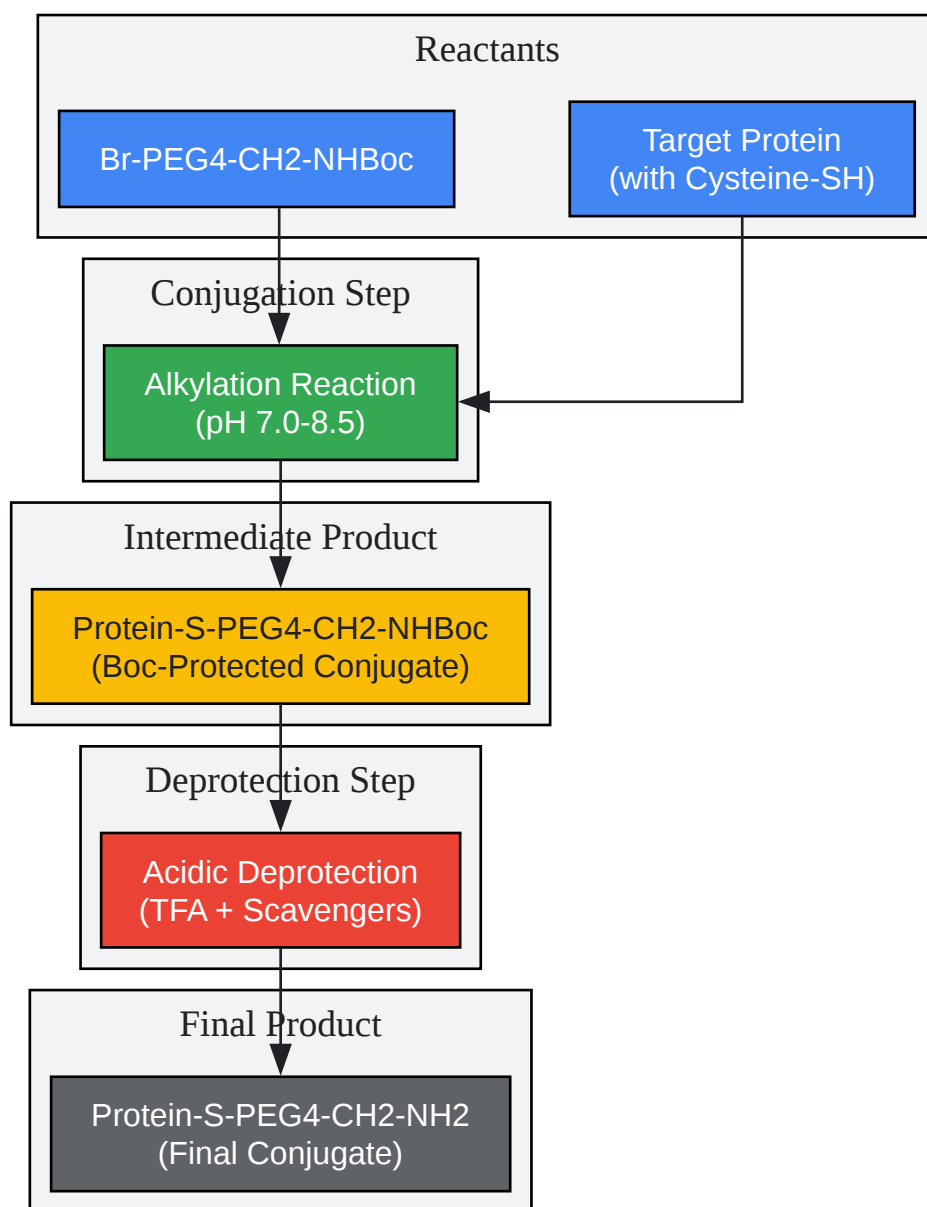 Reactants
Br-PEG4-CH2-NHBoc
Target Protein
(with Cysteine-SH)
Conjugation Step
Alkylation Reaction
(pH 7.0-8.5)
Intermediate Product
Protein-S-PEG4-CH2-NHBoc
(Boc-Protected Conjugate)
Deprotection Step
Acidic Deprotection
(TFA + Scavengers)
Final Product
Protein-S-PEG4-CH2-NH2
(Final Conjugate)